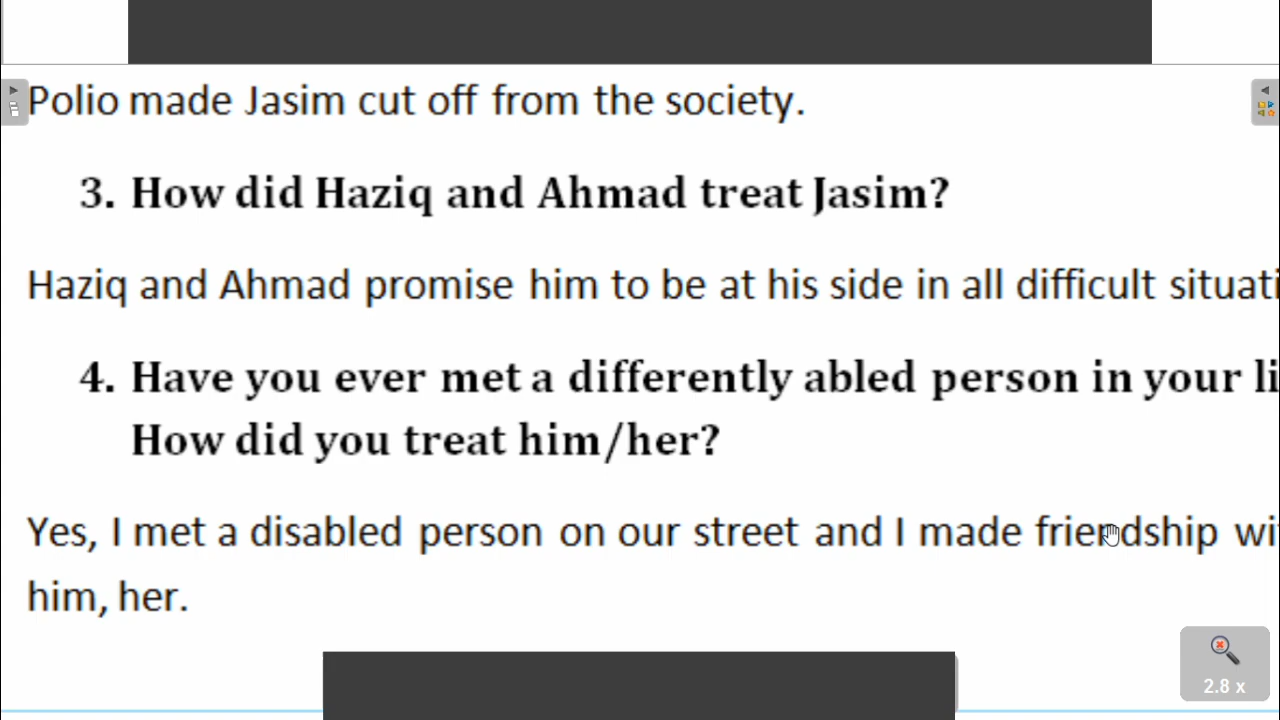 Polio made Jasim cut off from the society.
3. How did Haziq and Ahmad treat Jasim?
Haziq and Ahmad promise him to be at his side in all difficult situati
4. Have you ever met a differently abled person in your li
How did you treat him/her?
Yes, I met a disabled person on our street and I made friendship wi
him, her.
2.8 x